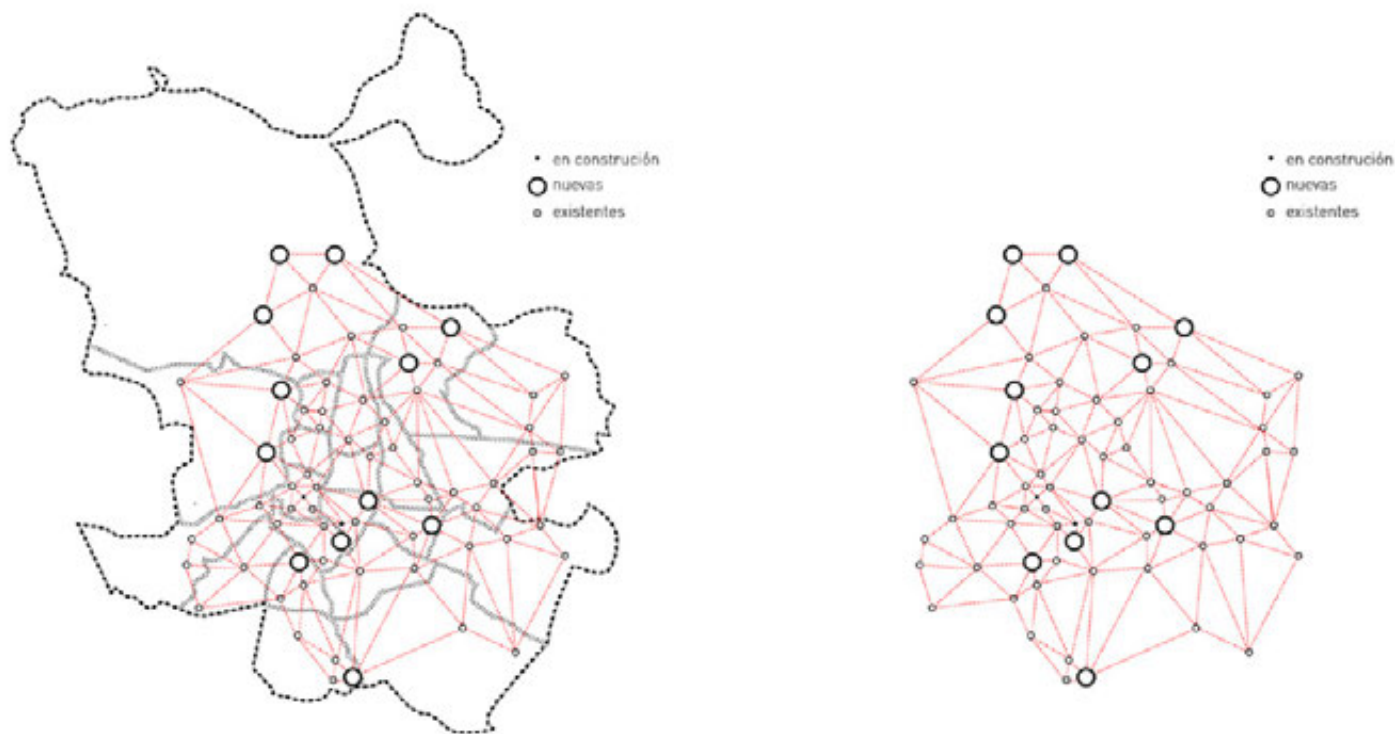 en construción
nuevas
existentes
en construción
nuevas
existentes